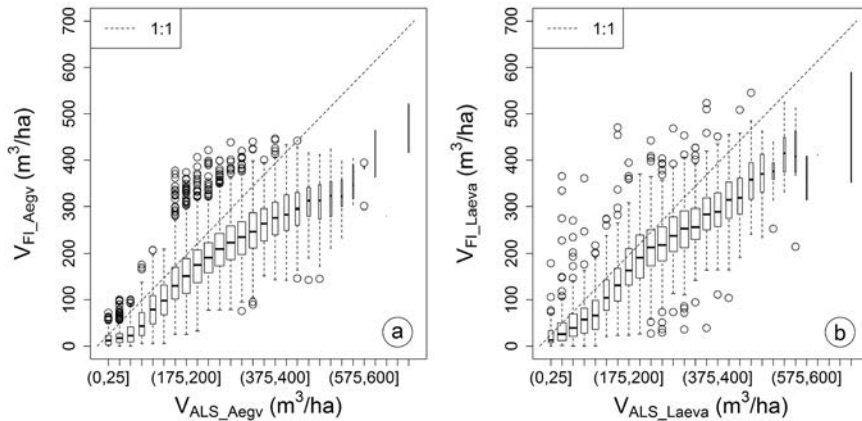 1:1
700
600
500
400
300
200
100
0
V_FI_Aegv (m³/ha)
(0,25] (175,200] (375,400] (575,600]
V_ALS_Aegv (m³/ha)
a
1:1
700
600
500
400
300
200
100
0
V_FI_Laeva (m³/ha)
(0,25] (175,200] (375,400] (575,600]
V_ALS_Laeva (m³/ha)
b